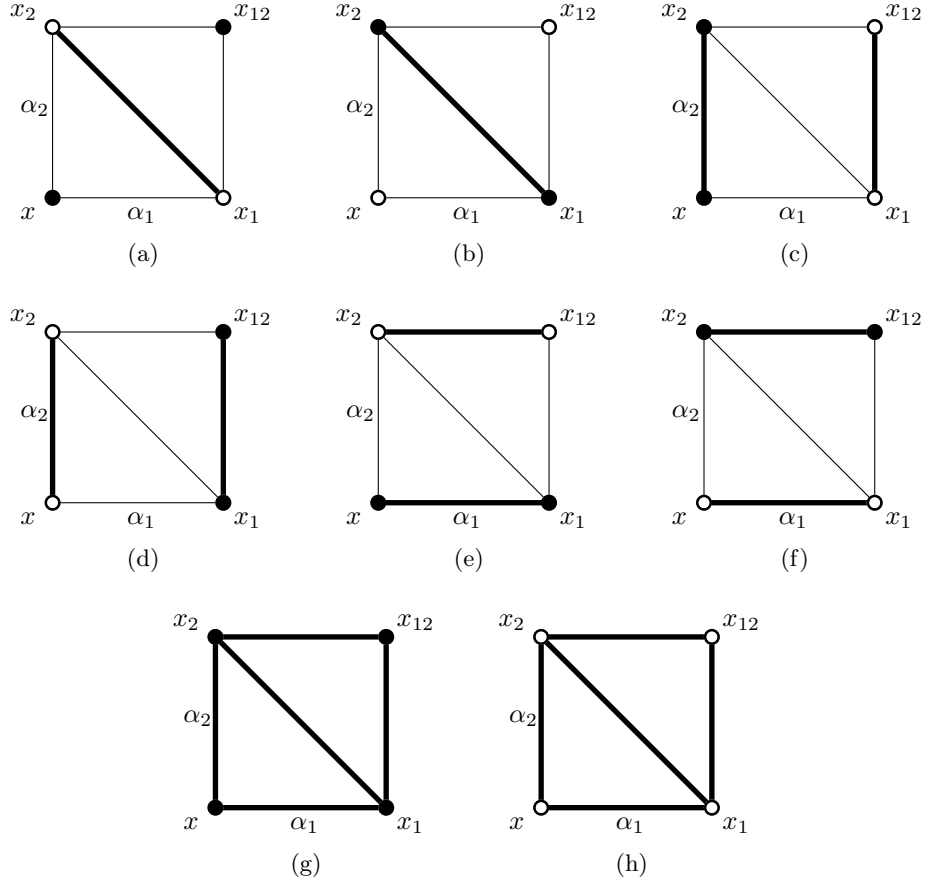 x₂ x₁₂ x₂ x₁₂ x₂ x₁₂
α₂ α₂ α₂
x α₁ x₁ x α₁ x₁ x α₁ x₁
(a) (b) (c)
x₂ x₁₂ x₂ x₁₂ x₂ x₁₂
α₂ α₂ α₂
x α₁ x₁ x α₁ x₁ x α₁ x₁
(d) (e) (f)
x₂ x₁₂ x₂ x₁₂
α₂ α₂
x α₁ x₁ x α₁ x₁
(g) (h)